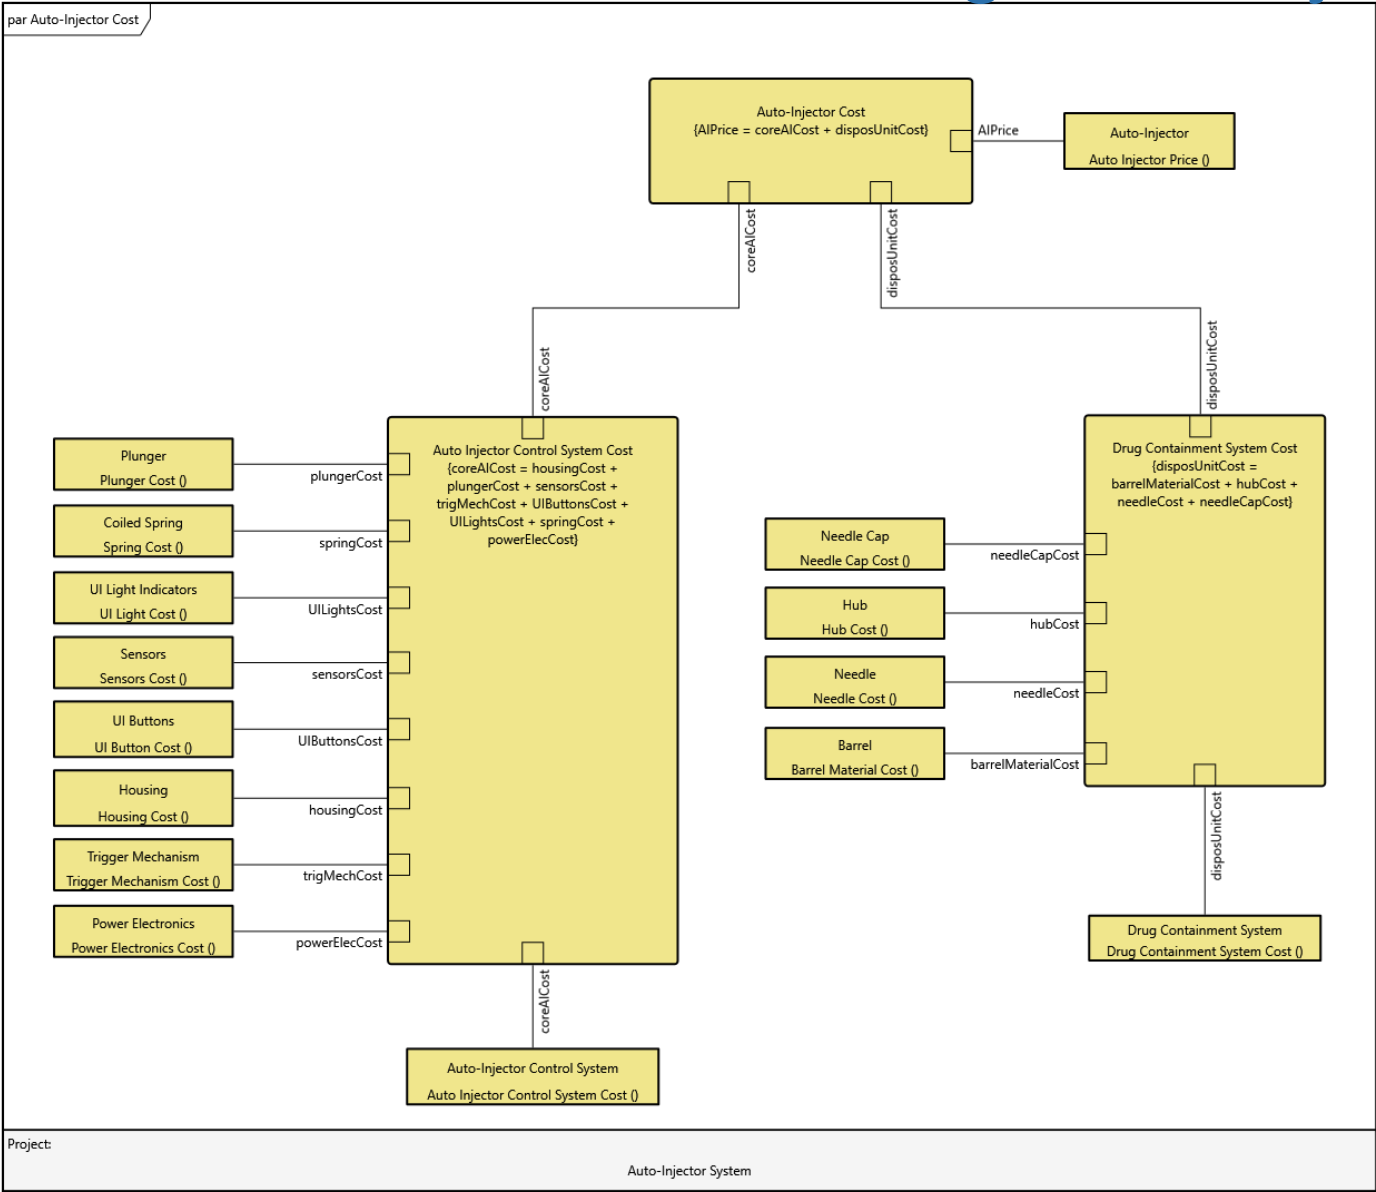 par Auto-Injector Cost
Auto-Injector Cost
{AIPrice = coreAICost + disposUnitCost}
AIPrice
Auto-Injector
Auto Injector Price ()
coreAICost
disposUnitCost
coreAICost
disposUnitCost
Auto Injector Control System Cost
{coreAICost = housingCost +
plungerCost + sensorsCost +
trigMechCost + UIButtonsCost +
UILightsCost + springCost +
powerElecCost}
Plunger
Plunger Cost ()
plungerCost
Coiled Spring
Spring Cost ()
springCost
UI Light Indicators
UI Light Cost ()
UILightsCost
Sensors
Sensors Cost ()
sensorsCost
UI Buttons
UI Button Cost ()
UIButtonsCost
Housing
Housing Cost ()
housingCost
Trigger Mechanism
Trigger Mechanism Cost ()
trigMechCost
Power Electronics
Power Electronics Cost ()
powerElecCost
coreAICost
Auto-Injector Control System
Auto Injector Control System Cost ()
Drug Containment System Cost
{disposUnitCost =
barrelMaterialCost + hubCost +
needleCost + needleCapCost}
Needle Cap
Needle Cap Cost ()
needleCapCost
Hub
Hub Cost ()
hubCost
Needle
Needle Cost ()
needleCost
Barrel
Barrel Material Cost ()
barrelMaterialCost
disposUnitCost
Drug Containment System
Drug Containment System Cost ()
Project:
Auto-Injector System